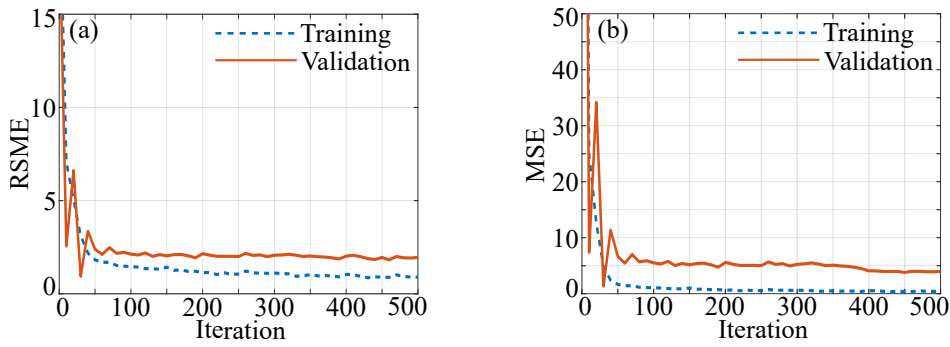 (a)
Training
Validation
RSME
15
10
5
0
0 100 200 300 400 500
Iteration
(b)
Training
Validation
MSE
50
40
30
20
10
0
0 100 200 300 400 500
Iteration